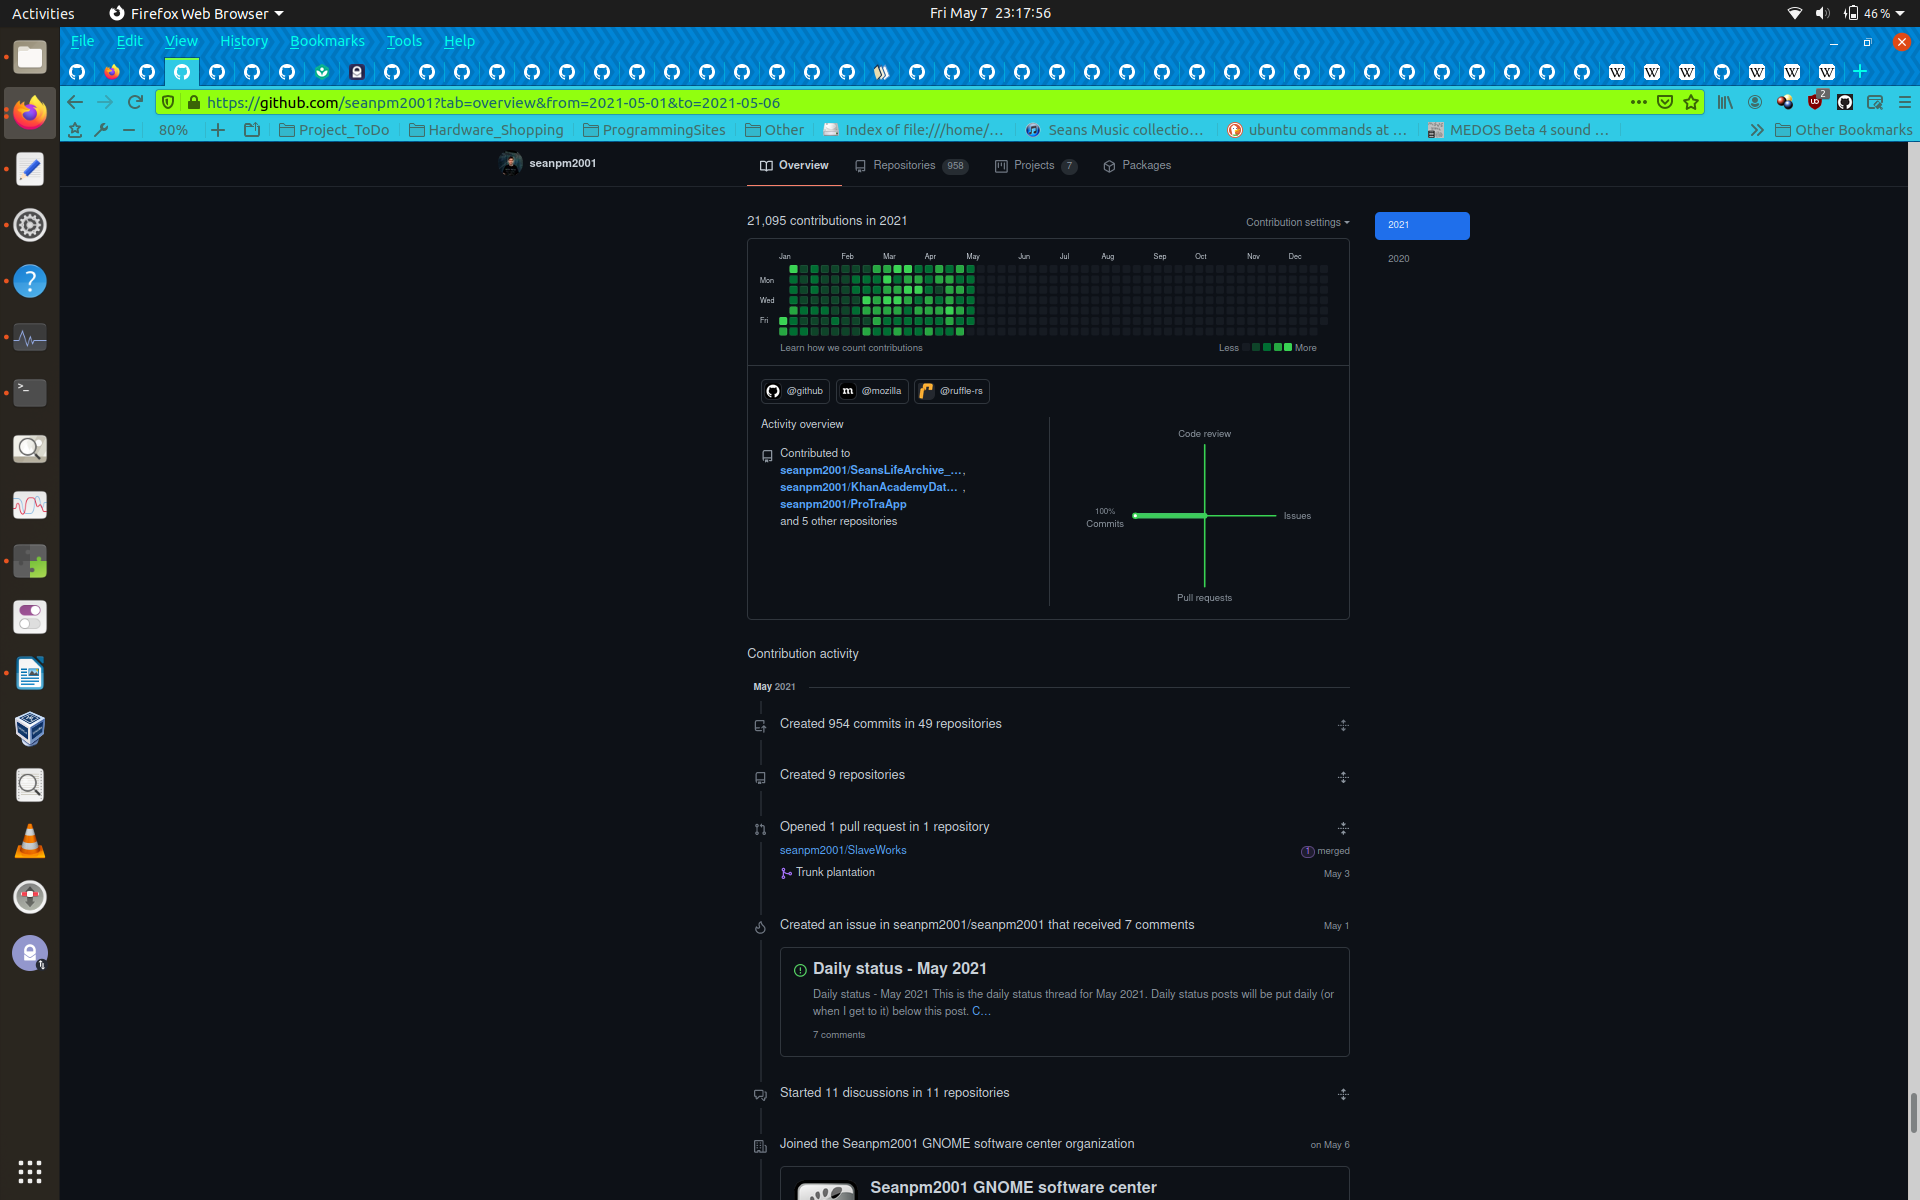 Activities
Firefox Web Browser
Fri May 7 23:17:56
46 %
File Edit View History Bookmarks Tools Help
https://github.com/seanpm2001?tab=overview&from=2021-05-01&to=2021-05-06
2
80%
Project_ToDo
Hardware_Shopping
ProgrammingSites
Other
Index of file:///home/...
Seans Music collectio...
ubuntu commands at ...
MEDOS Beta 4 sound ...
Other Bookmarks
seanpm2001
Overview
Repositories 958
Projects 7
Packages
21,095 contributions in 2021
Contribution settings
2021
2020
Jan Feb Mar Apr May Jun Jul Aug Sep Oct Nov Dec
Mon
Wed
Fri
Learn how we count contributions
Less More
@github
m @mozilla
@ruffle-rs
Activity overview
Contributed to
seanpm2001/SeansLifeArchive_...,
seanpm2001/KhanAcademyDat... ,
seanpm2001/ProTraApp
and 5 other repositories
Code review
100%
Commits
Issues
Pull requests
Contribution activity
May 2021
Created 954 commits in 49 repositories
Created 9 repositories
Opened 1 pull request in 1 repository
seanpm2001/SlaveWorks
1 merged
Trunk plantation
May 3
Created an issue in seanpm2001/seanpm2001 that received 7 comments
May 1
Daily status - May 2021
Daily status - May 2021 This is the daily status thread for May 2021. Daily status posts will be put daily (or
when I get to it) below this post. C...
7 comments
Started 11 discussions in 11 repositories
Joined the Seanpm2001 GNOME software center organization
on May 6
Seanpm2001 GNOME software center